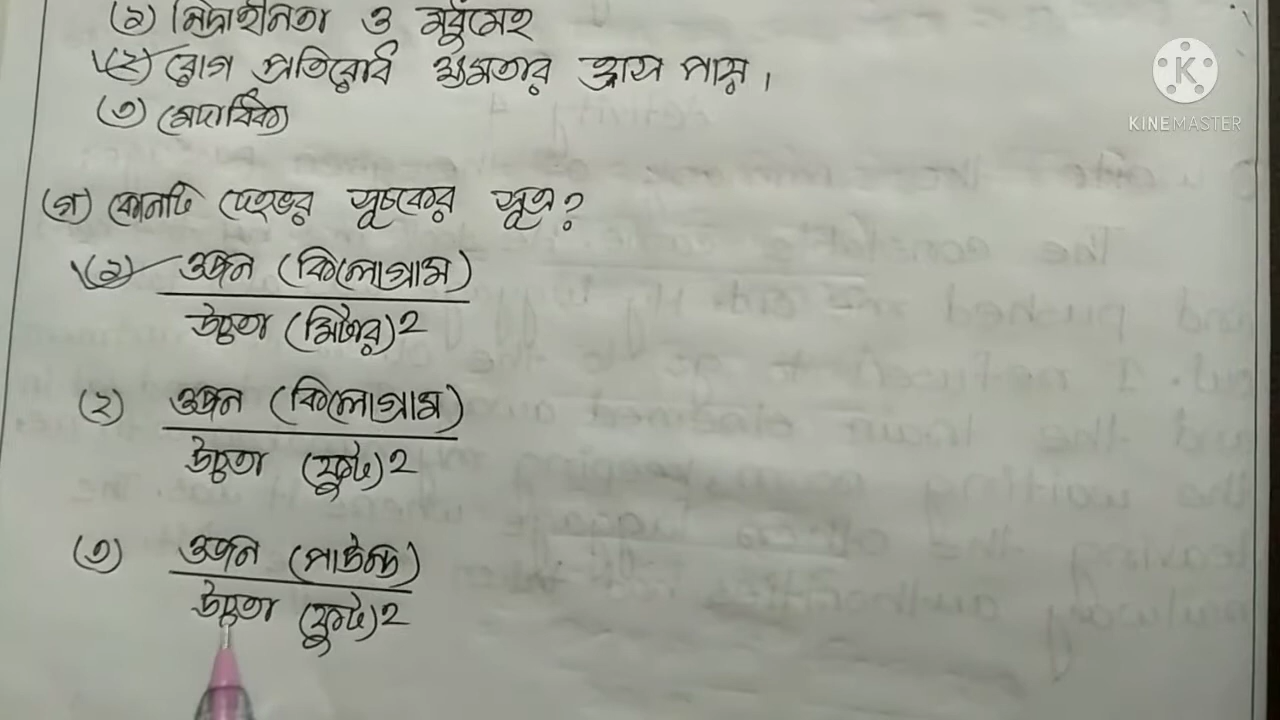 (১) নিদ্রাহীনতা ও মধুমেহ
(২) রোগ প্রতিরোধ ক্ষমতার হ্রাস পায়।
(৩) মেদাধিক্য
(গ) কোনটি দেহভর সূচকের সূত্র?
(১) ওজন (কিলোগ্রাম)
উচ্চতা (মিটার)2
(২) ওজন (কিলোগ্রাম)
উচ্চতা (ফুট)2
(৩) ওজন (পাউন্ড)
উচ্চতা (ফুট)2
K
KINEMASTER